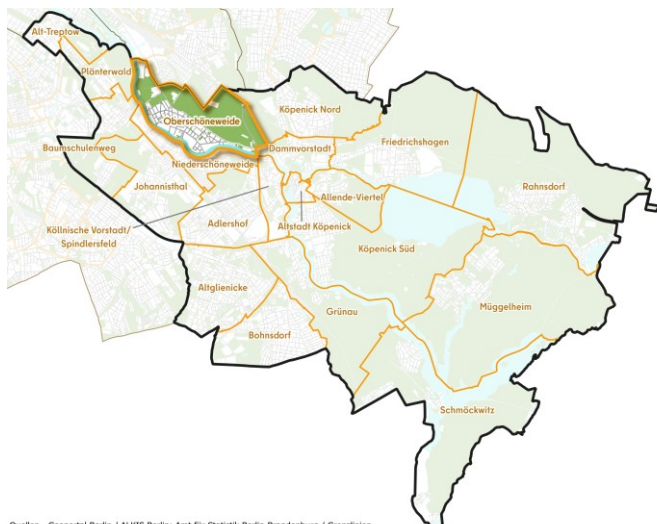 Alt-Treptow
Plänterwald
Oberschöneweide
Köpenick Nord
Dammvorstadt
Friedrichshagen
Baumschulenweg
Niederschöneweide
Johannisthal
Rahnsdorf
Allende-Viertel
Köllnische Vorstadt/
Spindlersfeld
Adlershof
Altstadt Köpenick
Köpenick Süd
Altglienicke
Grünau
Müggelheim
Bohnsdorf
Schmöckwitz